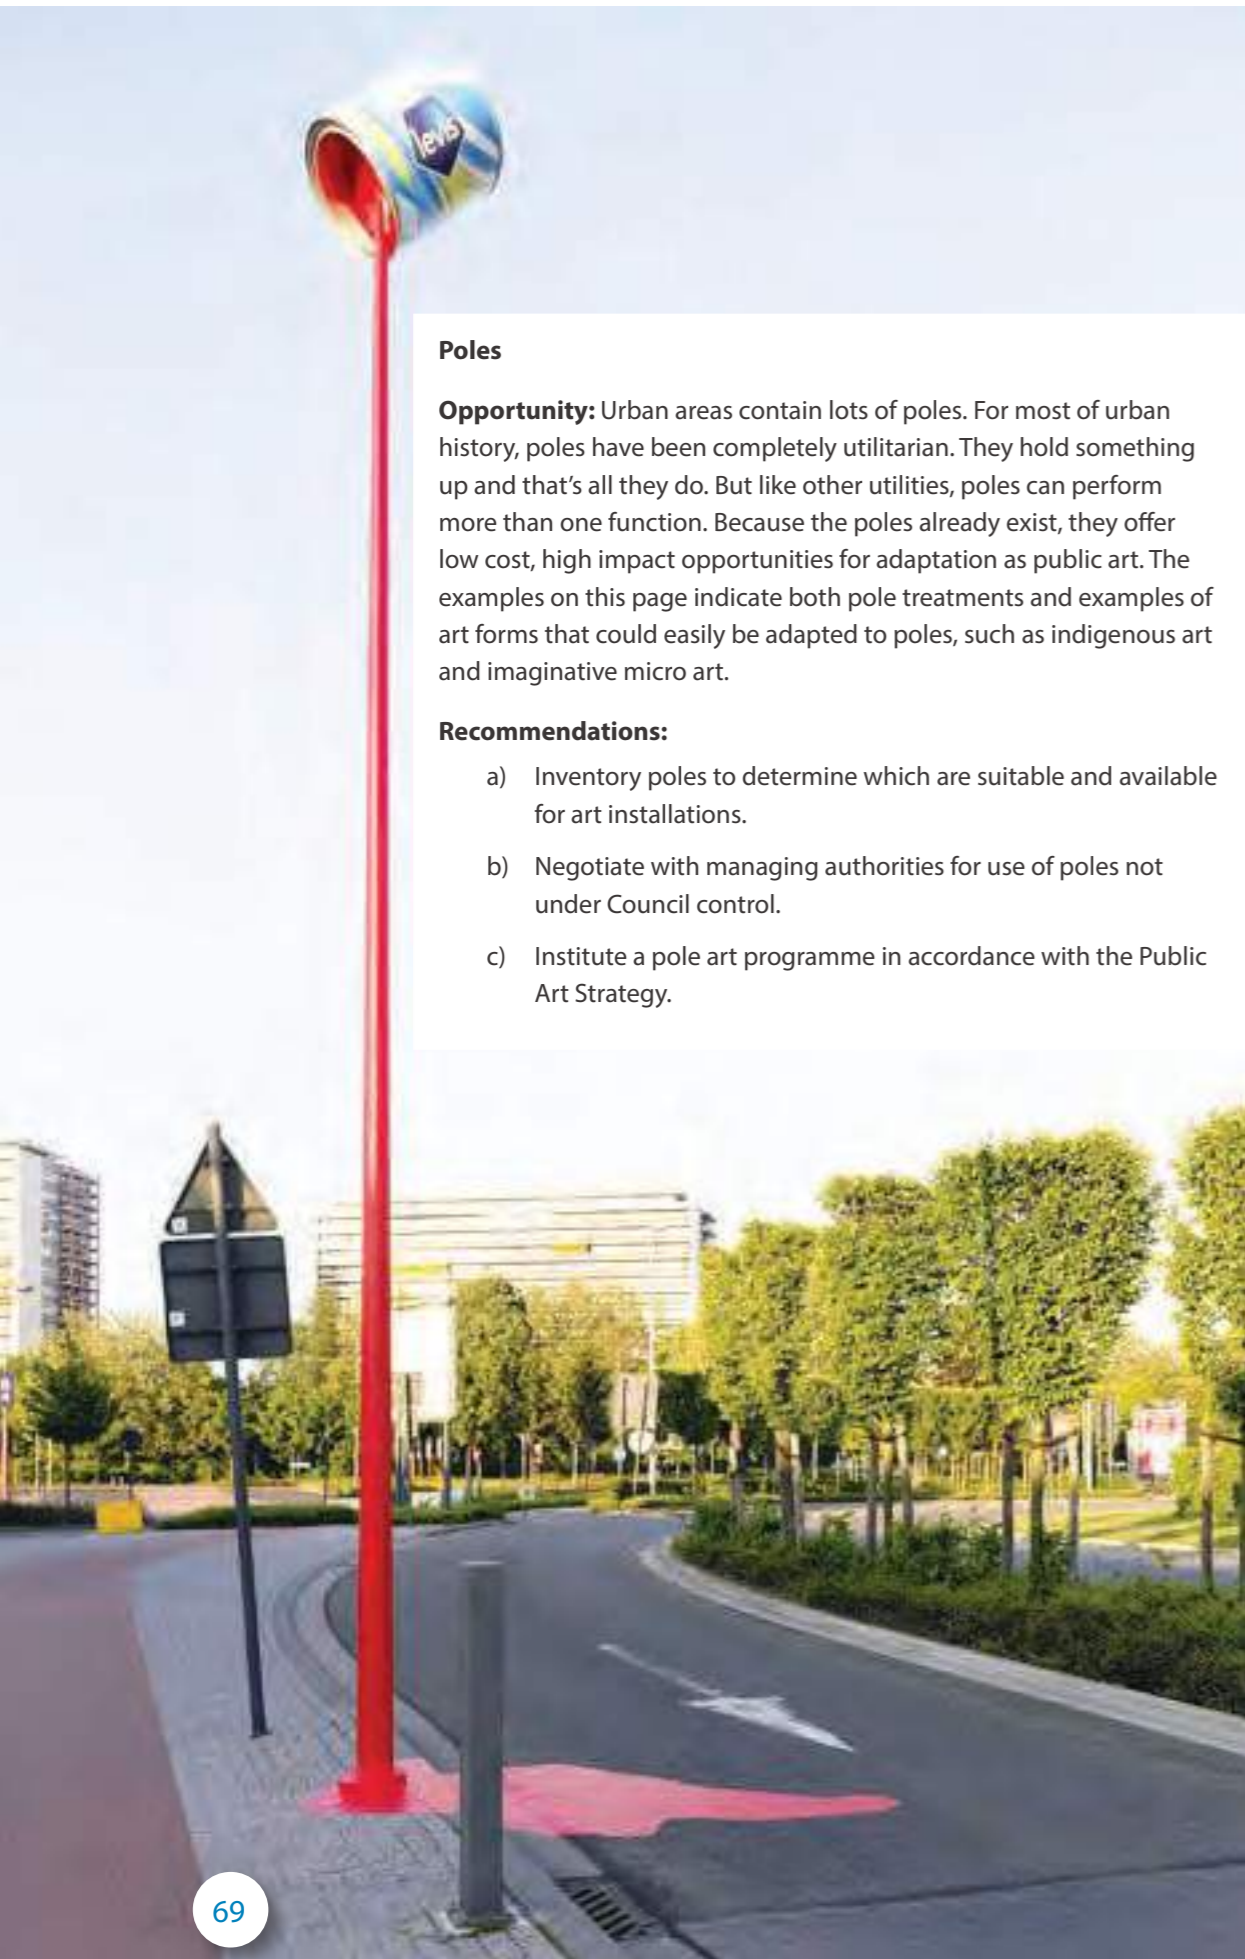 levis
Poles
Opportunity: Urban areas contain lots of poles. For most of urban
history, poles have been completely utilitarian. They hold something
up and that’s all they do. But like other utilities, poles can perform
more than one function. Because the poles already exist, they offer
low cost, high impact opportunities for adaptation as public art. The
examples on this page indicate both pole treatments and examples of
art forms that could easily be adapted to poles, such as indigenous art
and imaginative micro art.
Recommendations:
a) Inventory poles to determine which are suitable and available
for art installations.
b) Negotiate with managing authorities for use of poles not
under Council control.
c) Institute a pole art programme in accordance with the Public
Art Strategy.
69